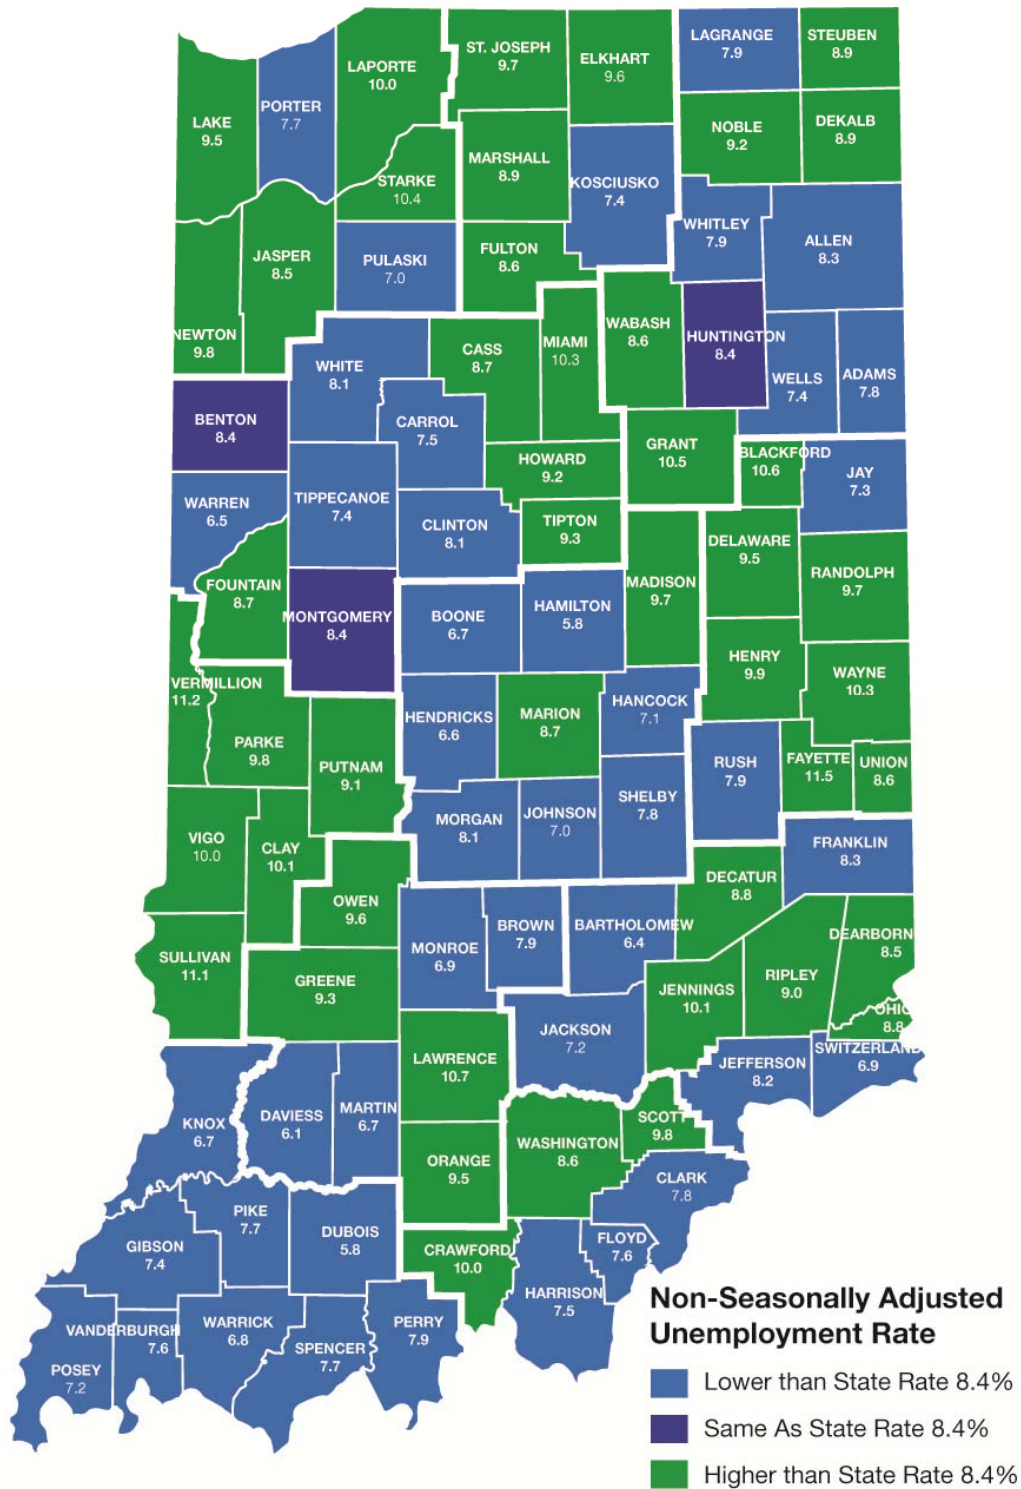 LAGRANGE
7.9
STEUBEN
8.9
ST. JOSEPH
9.7
ELKHART
9.6
LAPORTE
10.0
PORTER
7.7
LAKE
9.5
NOBLE
9.2
DEKALB
8.9
MARSHALL
8.9
STARKE
10.4
KOSCIUSKO
7.4
WHITLEY
7.9
ALLEN
8.3
JASPER
8.5
PULASKI
7.0
FULTON
8.6
NEWTON
9.8
WABASH
8.6
HUNTINGTON
8.4
MIAMI
10.3
CASS
8.7
WHITE
8.1
WELLS
7.4
ADAMS
7.8
BENTON
8.4
CARROL
7.5
GRANT
10.5
BLACKFORD
10.6
JAY
7.3
HOWARD
9.2
WARREN
6.5
TIPPECANOE
7.4
CLINTON
8.1
TIPTON
9.3
DELAWARE
9.5
RANDOLPH
9.7
FOUNTAIN
8.7
MADISON
9.7
MONTGOMERY
8.4
BOONE
6.7
HAMILTON
5.8
HENRY
9.9
WAYNE
10.3
VERMILLION
11.2
HENDRICKS
6.6
MARION
8.7
HANCOCK
7.1
PARKE
9.8
PUTNAM
9.1
RUSH
7.9
FAYETTE
11.5
UNION
8.6
VIGO
10.0
CLAY
10.1
MORGAN
8.1
JOHNSON
7.0
SHELBY
7.8
FRANKLIN
8.3
OWEN
9.6
DECATUR
8.8
SULLIVAN
11.1
MONROE
6.9
BROWN
7.9
BARTHOLOMEW
6.4
DEARBORN
8.5
GREENE
9.3
JENNINGS
10.1
RIPLEY
9.0
OHIO
8.8
JACKSON
7.2
LAWRENCE
10.7
JEFFERSON
8.2
SWITZERLAND
6.9
KNOX
6.7
DAVIESS
6.1
MARTIN
6.7
SCOTT
9.8
WASHINGTON
8.6
ORANGE
9.5
CLARK
7.8
PIKE
7.7
DUBOIS
5.8
GIBSON
7.4
CRAWFORD
10.0
FLOYD
7.6
HARRISON
7.5
VANDERBURGH
7.6
WARRICK
6.8
PERRY
7.9
SPENCER
7.7
POSEY
7.2
Non-Seasonally Adjusted
Unemployment Rate
Lower than State Rate 8.4%
Same As State Rate 8.4%
Higher than State Rate 8.4%